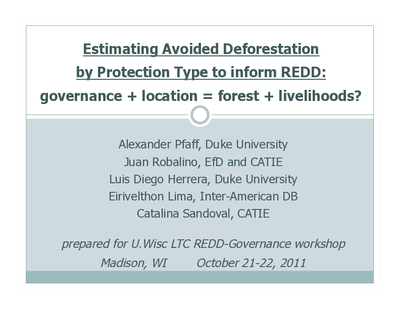 Estimating Avoided Deforestation
by Protection Type to inform REDD:
governance + location = forest + livelihoods?
Alexander Pfaff, Duke University
Juan Robalino, EfD and CATIE
Luis Diego Herrera, Duke University
Eirivelthon Lima, Inter-American DB
Catalina Sandoval, CATIE
prepared for U.Wisc LTC REDD-Governance workshop
Madison, WI October 21-22, 2011